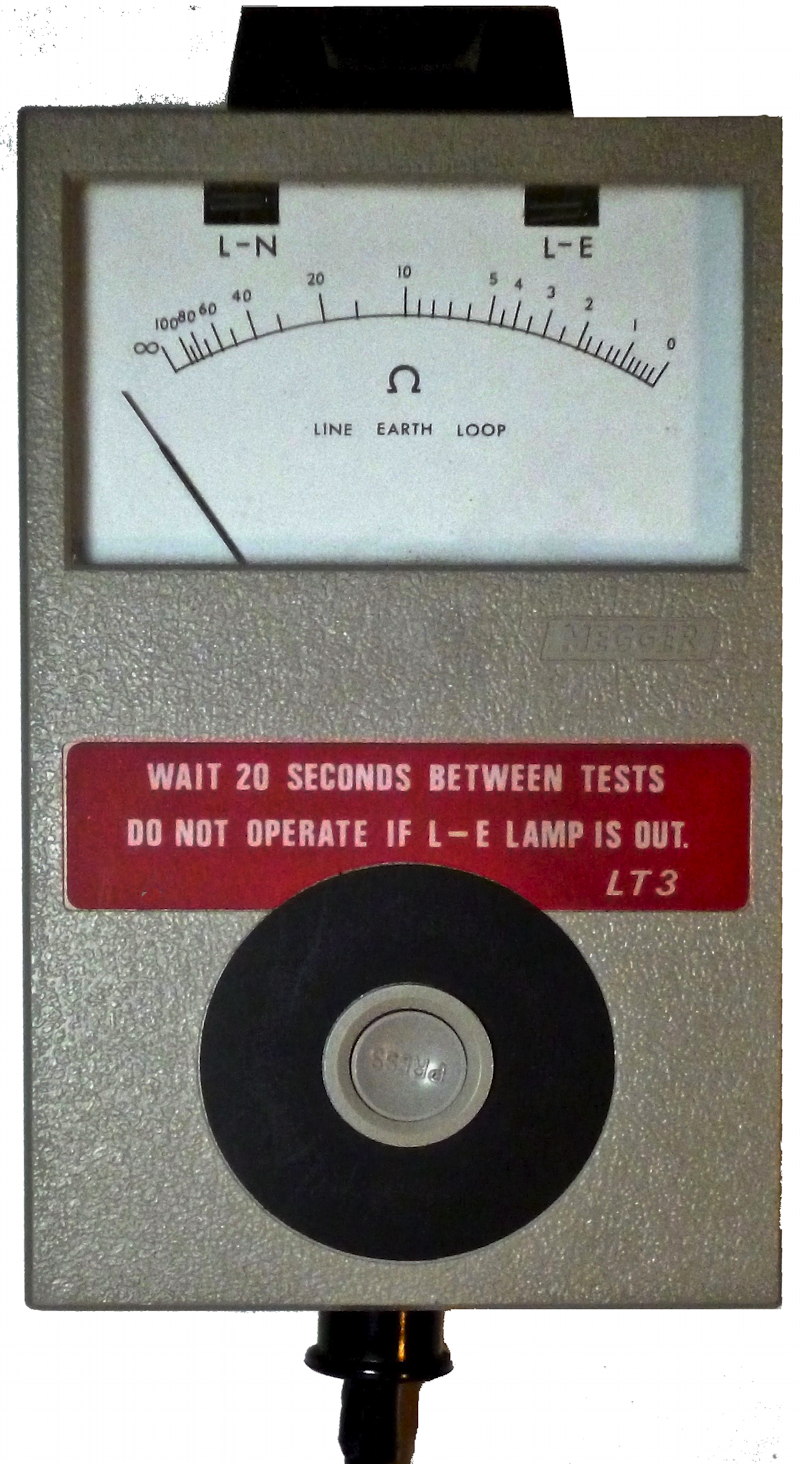 L-N L-E
∞ 100 80 60 40 20 10 5 4 3 2 1 0
Ω
LINE EARTH LOOP
MEGGER
WAIT 20 SECONDS BETWEEN TESTS
DO NOT OPERATE IF L-E LAMP IS OUT.
LT3
PRESS